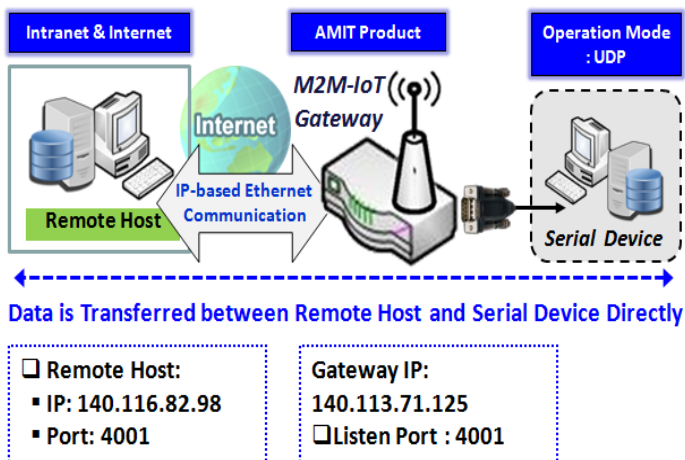 Intranet & Internet
AMIT Product
Operation Mode
: UDP
M2M-IoT
Gateway
Internet
IP-based Ethernet
Communication
Remote Host
Serial Device
Data is Transferred between Remote Host and Serial Device Directly
❑ Remote Host:
▪ IP: 140.116.82.98
▪ Port: 4001
Gateway IP:
140.113.71.125
❑Listen Port : 4001